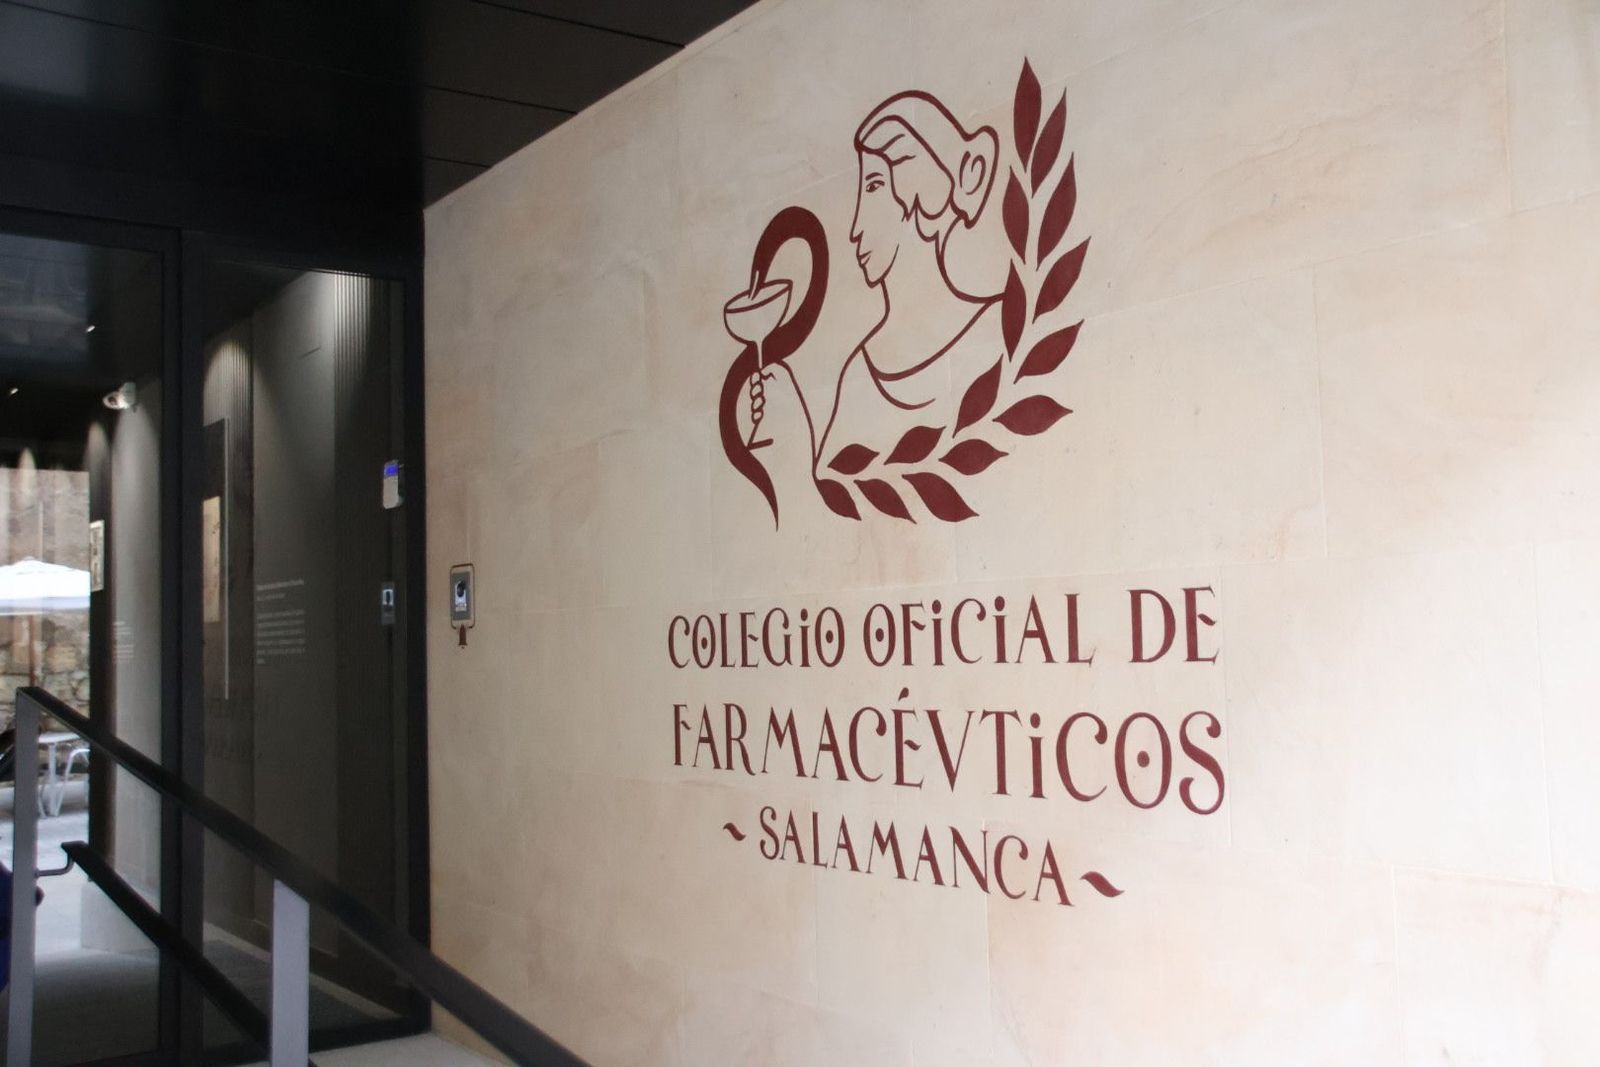 COLEGIO OFICIAL DE
FARMACÉVTICOS
~SALAMANCA~